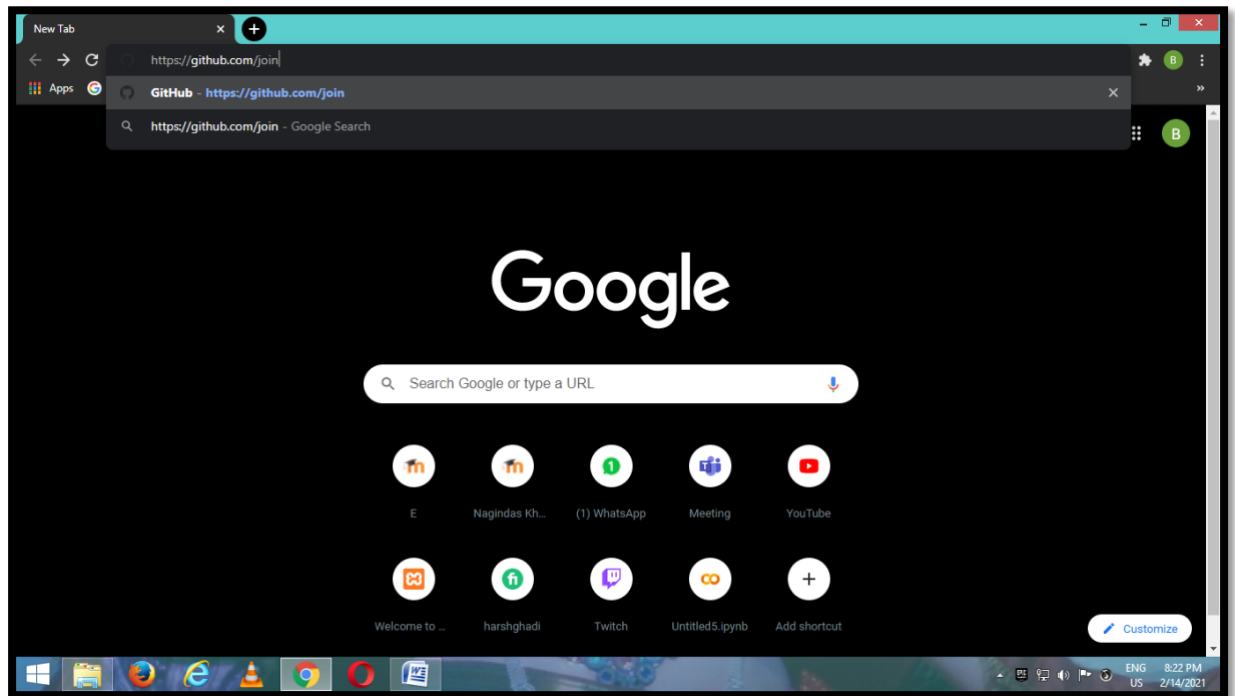 New Tab
https://github.com/join
B
Apps
GitHub - https://github.com/join
https://github.com/join - Google Search
B
Google
Search Google or type a URL
E
Nagindas Kh...
(1) WhatsApp
Meeting
YouTube
Welcome to ...
harshghadi
Twitch
Untitled5.ipynb
Add shortcut
Customize
ENG 8:22 PM
US 2/14/2021